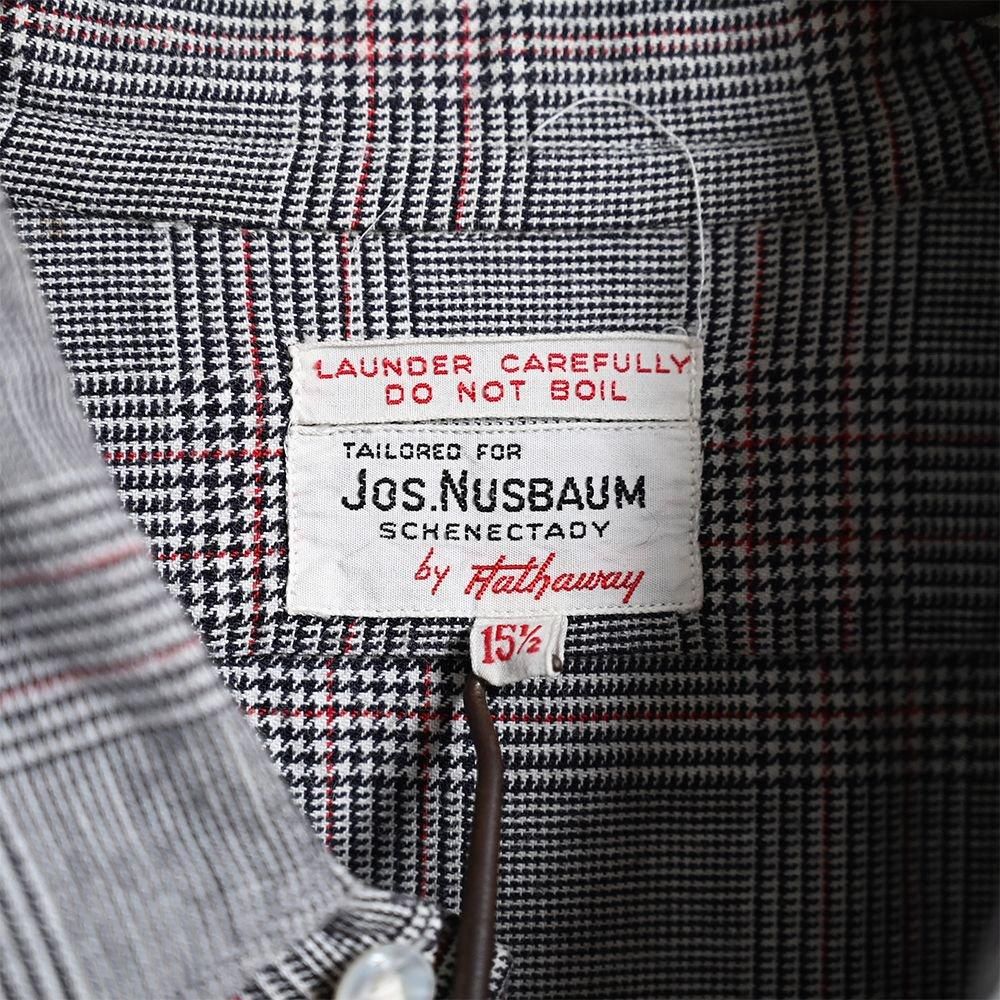 LAUNDER CAREFULLY
DO NOT BOIL
TAILORED FOR
JOS.NUSBAUM
SCHENECTADY
by Hathaway
15½